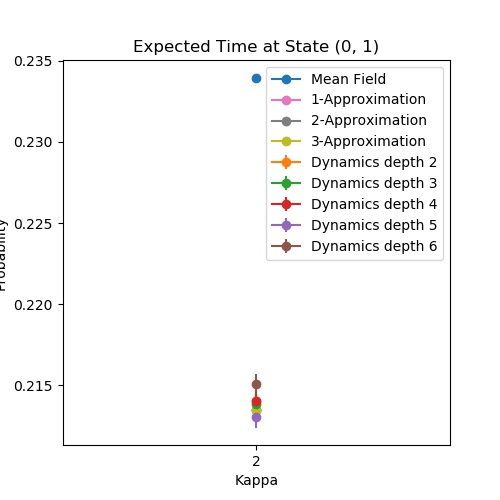 Expected Time at State (0, 1)
0.235
0.230
0.225
0.220
0.215
Probability
Mean Field
1-Approximation
2-Approximation
3-Approximation
Dynamics depth 2
Dynamics depth 3
Dynamics depth 4
Dynamics depth 5
Dynamics depth 6
2
Kappa